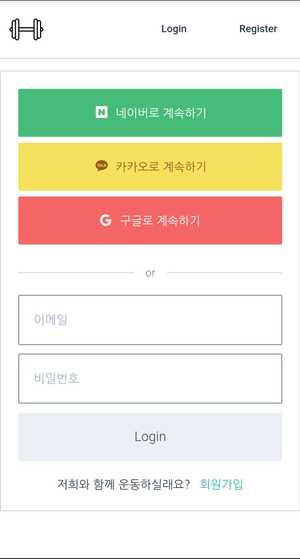 Login Register
네이버로 계속하기
TALK 카카오로 계속하기
구글로 계속하기
or
이메일
비밀번호
Login
저희와 함께 운동하실래요? 회원가입